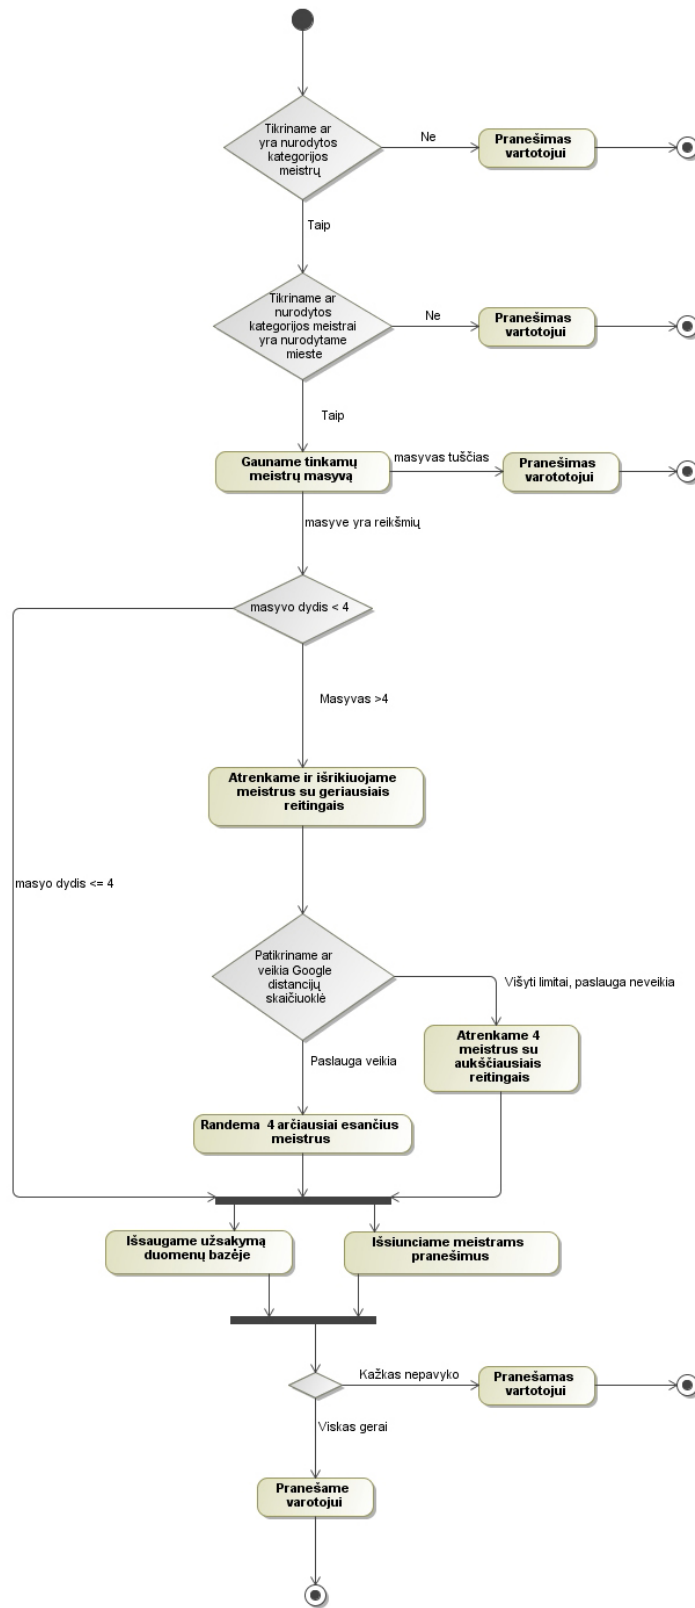 Tikriname ar
yra nurodytos
kategorijos
meistrų
Ne
Pranešimas
vartotojui
Taip
Tikriname ar
nurodytos
kategorijos meistrai
yra nurodytame
mieste
Ne
Pranešimas
vartotojui
Taip
Gauname tinkamų
meistrų masyvą
masyvas tuščias
Pranešimas
varototojui
masyve yra reikšmių
masyvo dydis < 4
Masyvas >4
Atrenkame ir išrikiuojame
meistrus su geriausiais
reitingais
masyo dydis <= 4
Patikriname ar
veikia Google
distancijų
skaičiuoklė
Višyti limitai, paslauga neveikia
Atrenkame 4
meistrus su
aukščiausiais
reitingais
Paslauga veikia
Randema 4 arčiausiai esančius
meistrus
Išsaugame užsakymą
duomenų bazėje
Išsiunciame meistrams
pranešimus
Kažkas nepavyko
Pranešamas
vartotojui
Viskas gerai
Pranešame
varotojui